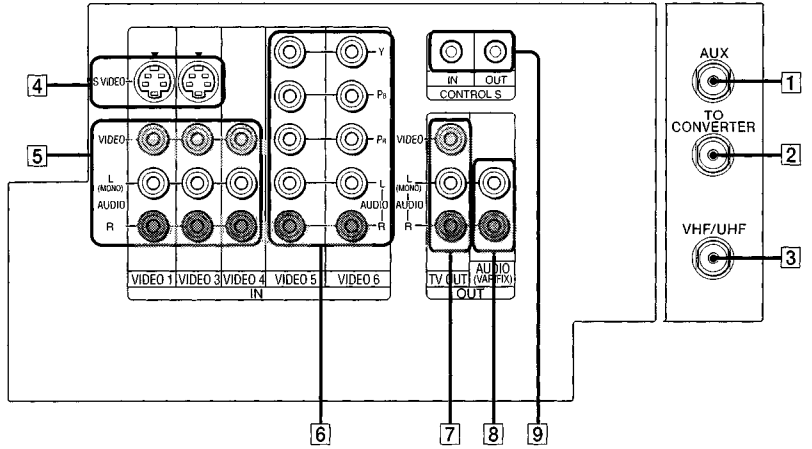 4
S VIDEO
5
VIDEO
L
(MONO)
AUDIO
R
VIDEO 1
VIDEO 3
VIDEO 4
VIDEO 5
VIDEO 6
IN
Y
PB
PR
L
AUDIO
R
6
IN
OUT
CONTROL S
VIDEO
L
(MONO)
AUDIO
R
TV OUT
AUDIO
(VAR/FIX)
OUT
7
8
9
AUX
1
TO
CONVERTER
2
VHF/UHF
3